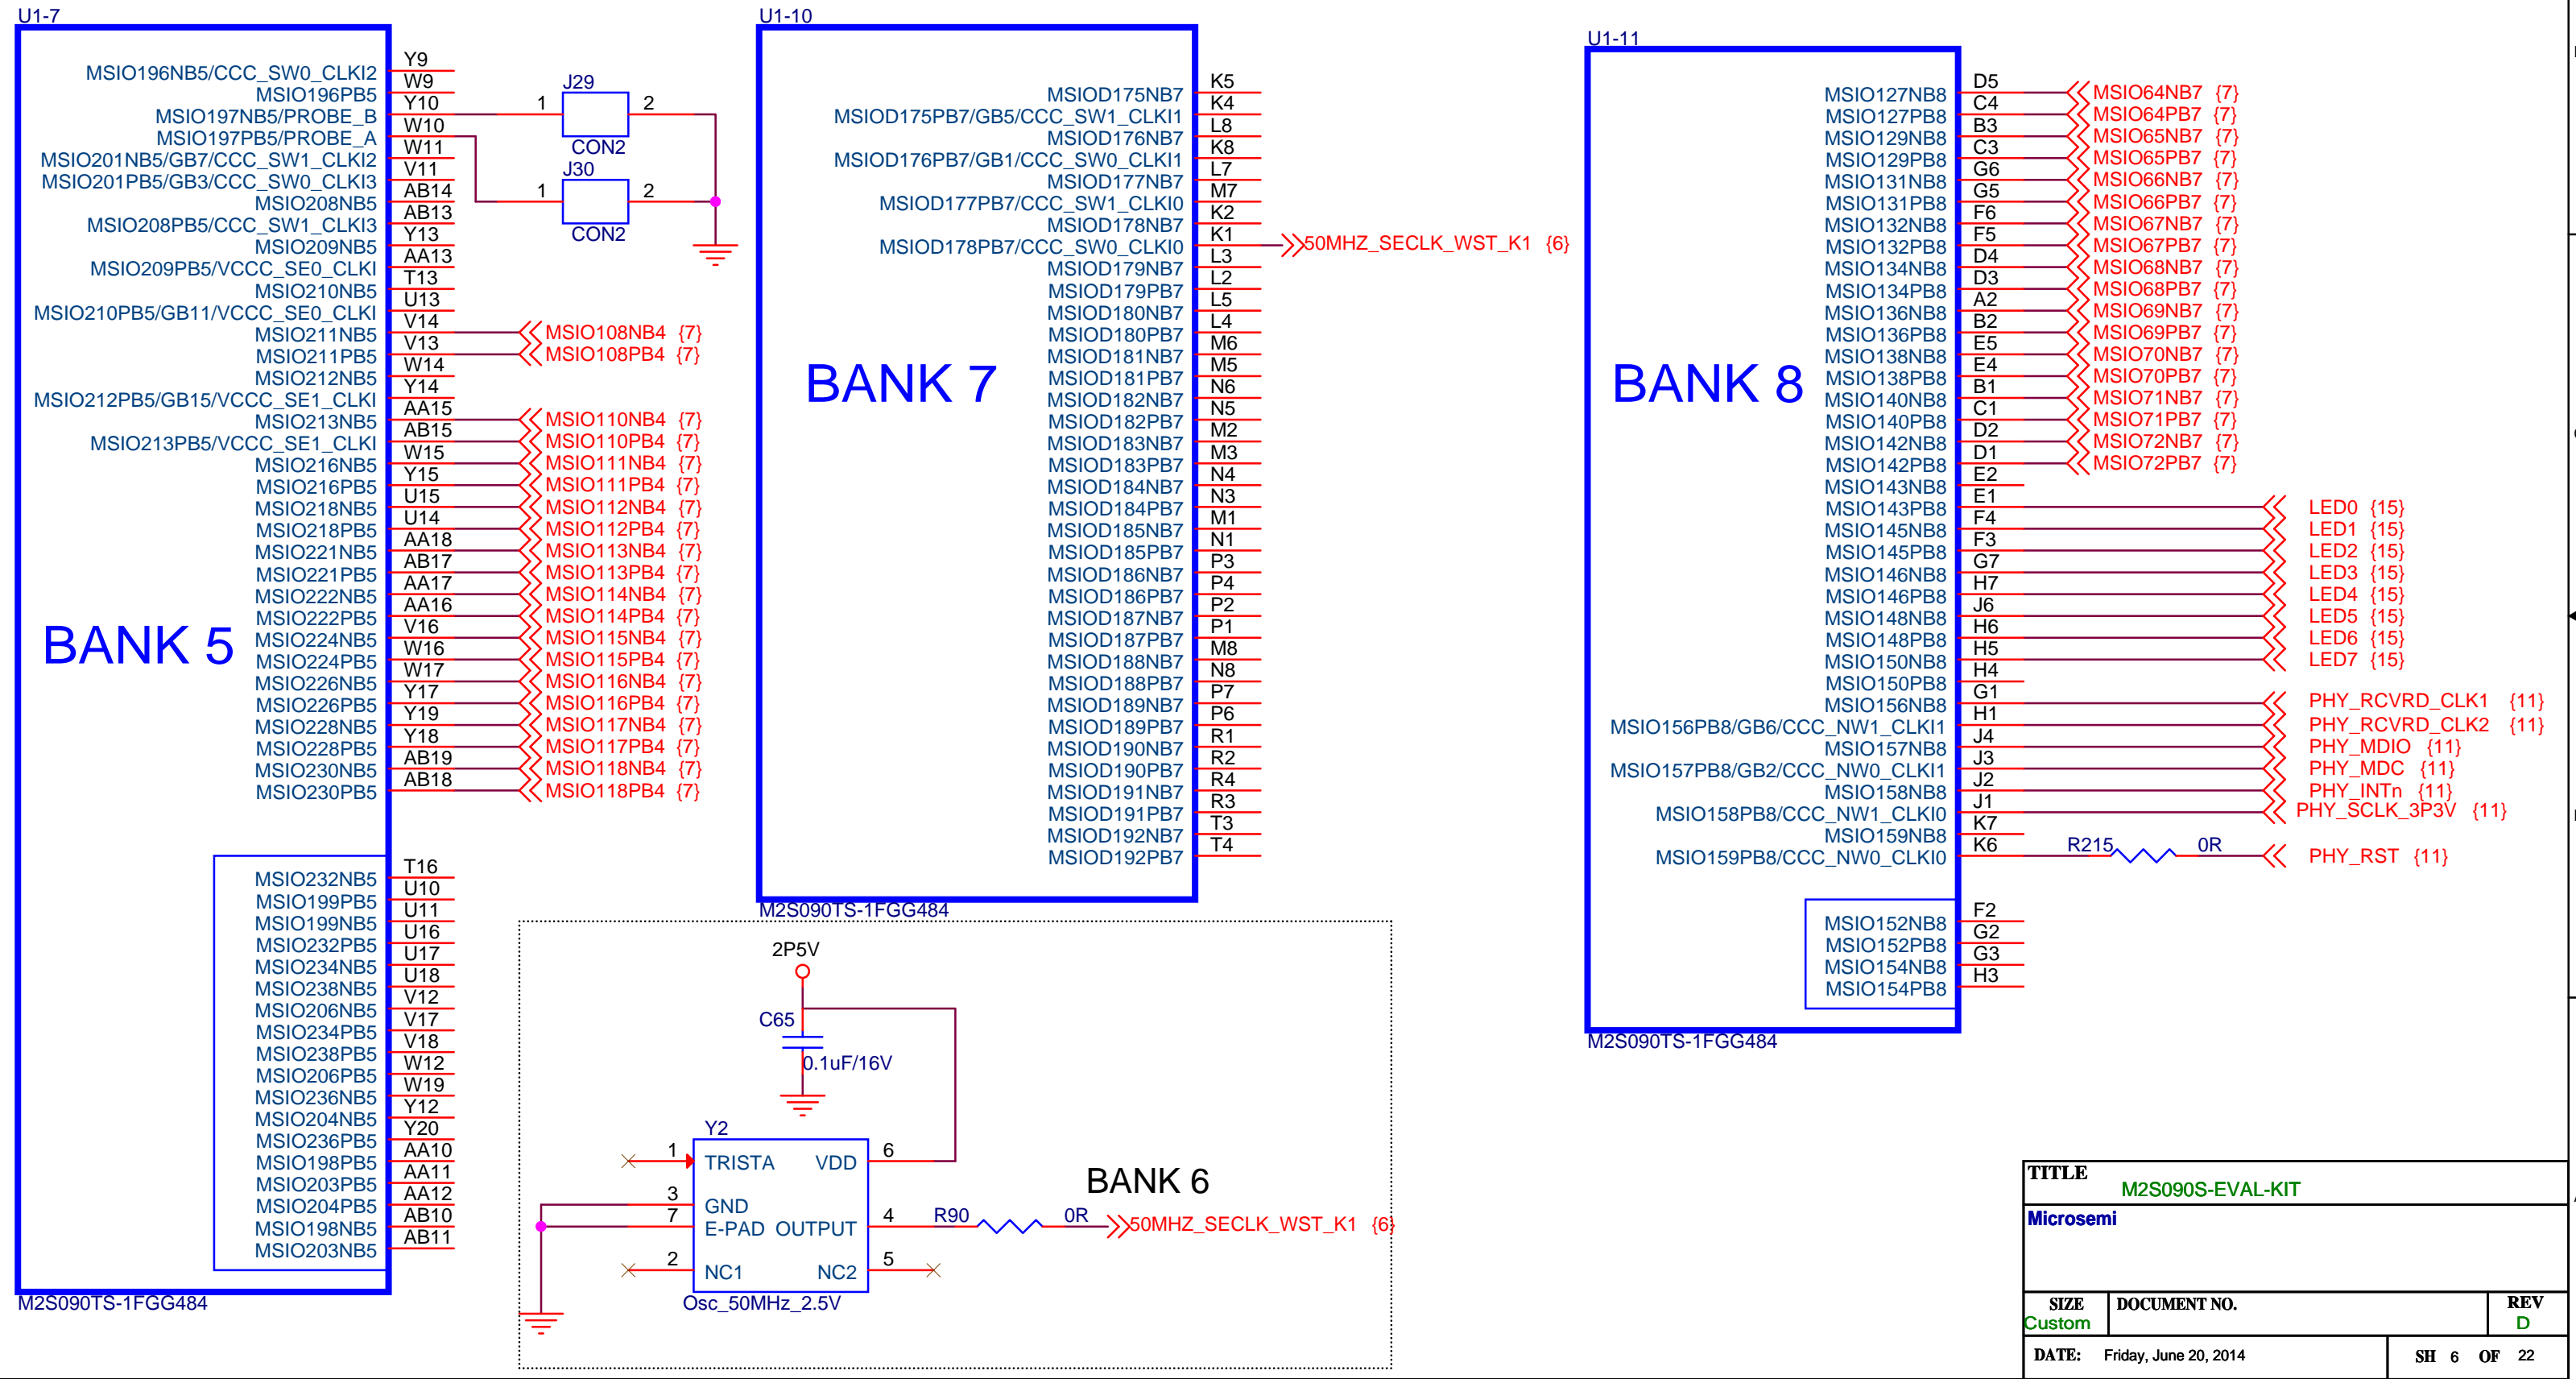 U1-7
MSIO196NB5/CCC_SW0_CLKI2 Y9
MSIO196PB5 W9
MSIO197NB5/PROBE_B Y10
MSIO197PB5/PROBE_A W10
MSIO201NB5/GB7/CCC_SW1_CLKI2 W11
MSIO201PB5/GB3/CCC_SW0_CLKI3 V11
MSIO208NB5 AB14
MSIO208PB5/CCC_SW1_CLKI3 AB13
MSIO209NB5 Y13
MSIO209PB5/VCCC_SE0_CLKI AA13
MSIO210NB5 T13
MSIO210PB5/GB11/VCCC_SE0_CLKI U13
MSIO211NB5 V14 MSIO108NB4 {7}
MSIO211PB5 V13 MSIO108PB4 {7}
MSIO212NB5 W14
MSIO212PB5/GB15/VCCC_SE1_CLKI Y14
MSIO213NB5 AA15 MSIO110NB4 {7}
MSIO213PB5/VCCC_SE1_CLKI AB15 MSIO110PB4 {7}
MSIO216NB5 W15 MSIO111NB4 {7}
MSIO216PB5 Y15 MSIO111PB4 {7}
MSIO218NB5 U15 MSIO112NB4 {7}
MSIO218PB5 U14 MSIO112PB4 {7}
MSIO221NB5 AA18 MSIO113NB4 {7}
MSIO221PB5 AB17 MSIO113PB4 {7}
MSIO222NB5 AA17 MSIO114NB4 {7}
MSIO222PB5 AA16 MSIO114PB4 {7}
MSIO224NB5 V16 MSIO115NB4 {7}
MSIO224PB5 W16 MSIO115PB4 {7}
MSIO226NB5 W17 MSIO116NB4 {7}
MSIO226PB5 Y17 MSIO116PB4 {7}
MSIO228NB5 Y19 MSIO117NB4 {7}
MSIO228PB5 Y18 MSIO117PB4 {7}
MSIO230NB5 AB19 MSIO118NB4 {7}
MSIO230PB5 AB18 MSIO118PB4 {7}
BANK 5
MSIO232NB5 T16
MSIO199PB5 U10
MSIO199NB5 U11
MSIO232PB5 U16
MSIO234NB5 U17
MSIO238NB5 U18
MSIO206NB5 V12
MSIO234PB5 V17
MSIO238PB5 V18
MSIO206PB5 W12
MSIO236NB5 W19
MSIO204NB5 Y12
MSIO236PB5 Y20
MSIO198PB5 AA10
MSIO203PB5 AA11
MSIO204PB5 AA12
MSIO198NB5 AB10
MSIO203NB5 AB11
M2S090TS-1FGG484
J29
1 2
CON2
J30
1 2
CON2
U1-10
MSIOD175NB7 K5
MSIOD175PB7/GB5/CCC_SW1_CLKI1 K4
MSIOD176NB7 L8
MSIOD176PB7/GB1/CCC_SW0_CLKI1 K8
MSIOD177NB7 L7
MSIOD177PB7/CCC_SW1_CLKI0 M7
MSIOD178NB7 K2
MSIOD178PB7/CCC_SW0_CLKI0 K1 50MHZ_SECLK_WST_K1 {6}
MSIOD179NB7 L3
MSIOD179PB7 L2
MSIOD180NB7 L5
MSIOD180PB7 L4
MSIOD181NB7 M6
MSIOD181PB7 M5
MSIOD182NB7 N6
MSIOD182PB7 N5
MSIOD183NB7 M2
MSIOD183PB7 M3
MSIOD184NB7 N4
MSIOD184PB7 N3
MSIOD185NB7 M1
MSIOD185PB7 N1
MSIOD186NB7 P3
MSIOD186PB7 P4
MSIOD187NB7 P2
MSIOD187PB7 P1
MSIOD188NB7 M8
MSIOD188PB7 N8
MSIOD189NB7 P7
MSIOD189PB7 P6
MSIOD190NB7 R1
MSIOD190PB7 R2
MSIOD191NB7 R4
MSIOD191PB7 R3
MSIOD192NB7 T3
MSIOD192PB7 T4
BANK 7
M2S090TS-1FGG484
2P5V
C65
0.1uF/16V
Y2
1 TRISTA VDD 6
3 GND
7 E-PAD OUTPUT 4 R90 0R 50MHZ_SECLK_WST_K1 {6}
2 NC1 NC2 5
Osc_50MHz_2.5V
BANK 6
U1-11
MSIO127NB8 D5 MSIO64NB7 {7}
MSIO127PB8 C4 MSIO64PB7 {7}
MSIO129NB8 B3 MSIO65NB7 {7}
MSIO129PB8 C3 MSIO65PB7 {7}
MSIO131NB8 G6 MSIO66NB7 {7}
MSIO131PB8 G5 MSIO66PB7 {7}
MSIO132NB8 F6 MSIO67NB7 {7}
MSIO132PB8 F5 MSIO67PB7 {7}
MSIO134NB8 D4 MSIO68NB7 {7}
MSIO134PB8 D3 MSIO68PB7 {7}
MSIO136NB8 A2 MSIO69NB7 {7}
MSIO136PB8 B2 MSIO69PB7 {7}
MSIO138NB8 E5 MSIO70NB7 {7}
MSIO138PB8 E4 MSIO70PB7 {7}
MSIO140NB8 B1 MSIO71NB7 {7}
MSIO140PB8 C1 MSIO71PB7 {7}
MSIO142NB8 D2 MSIO72NB7 {7}
MSIO142PB8 D1 MSIO72PB7 {7}
MSIO143NB8 E2
MSIO143PB8 E1 LED0 {15}
MSIO145NB8 F4 LED1 {15}
MSIO145PB8 F3 LED2 {15}
MSIO146NB8 G7 LED3 {15}
MSIO146PB8 H7 LED4 {15}
MSIO148NB8 J6 LED5 {15}
MSIO148PB8 H6 LED6 {15}
MSIO150NB8 H5 LED7 {15}
MSIO150PB8 H4
MSIO156NB8 G1 PHY_RCVRD_CLK1 {11}
MSIO156PB8/GB6/CCC_NW1_CLKI1 H1 PHY_RCVRD_CLK2 {11}
MSIO157NB8 J4 PHY_MDIO {11}
MSIO157PB8/GB2/CCC_NW0_CLKI1 J3 PHY_MDC {11}
MSIO158NB8 J2 PHY_INTn {11}
MSIO158PB8/CCC_NW1_CLKI0 J1 PHY_SCLK_3P3V {11}
MSIO159NB8 K7
MSIO159PB8/CCC_NW0_CLKI0 K6 R215 0R PHY_RST {11}
BANK 8
MSIO152NB8 F2
MSIO152PB8 G2
MSIO154NB8 G3
MSIO154PB8 H3
M2S090TS-1FGG484
TITLE
M2S090S-EVAL-KIT
Microsemi
SIZE DOCUMENT NO. REV
Custom D
DATE: Friday, June 20, 2014 SH 6 OF 22